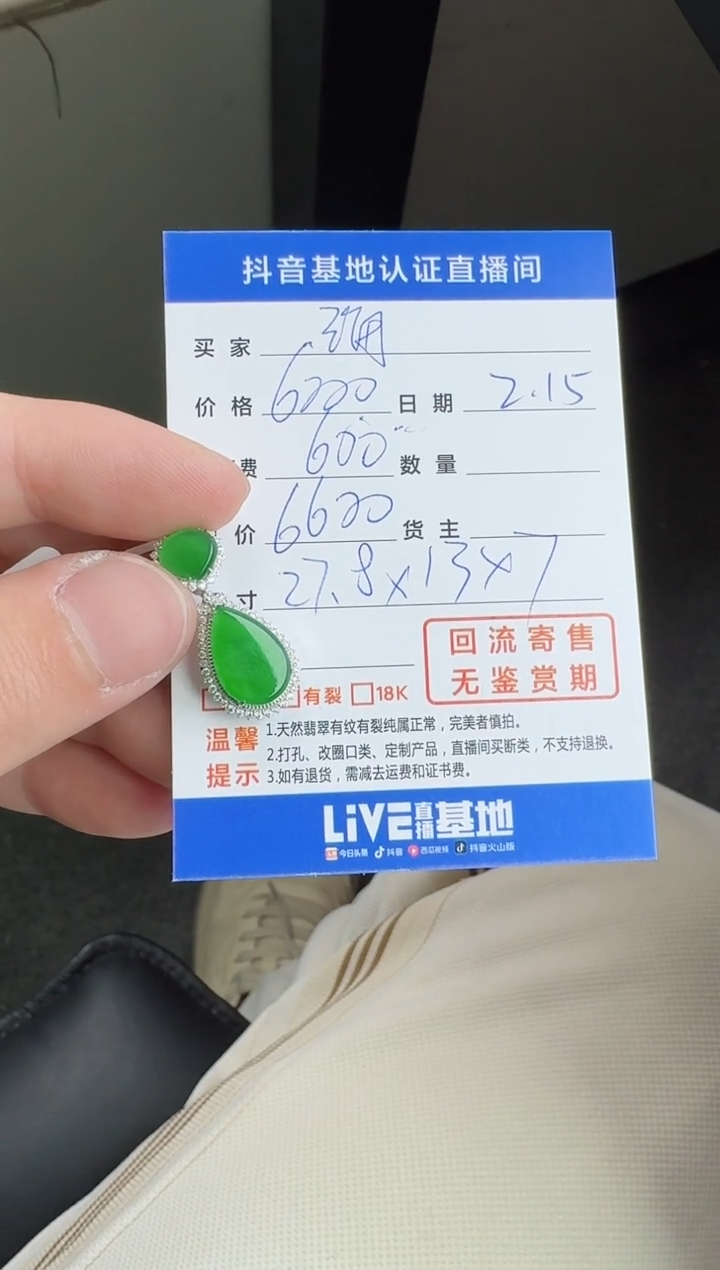 抖音基地认证直播间
买家
价格 6000 日期 2.15
费 600 数量
价 6600 货主
寸 27.8×13×7
回流寄售
无鉴赏期
有裂 18K
温馨提示
1.天然翡翠有纹有裂纯属正常，完美者慎拍。
2.打孔、改圈口类、定制产品，直播间买断类，不支持退换。
3.如有退货，需减去运费和证书费。
LiVE直播基地
今日头条 抖音 西瓜视频 抖音火山版